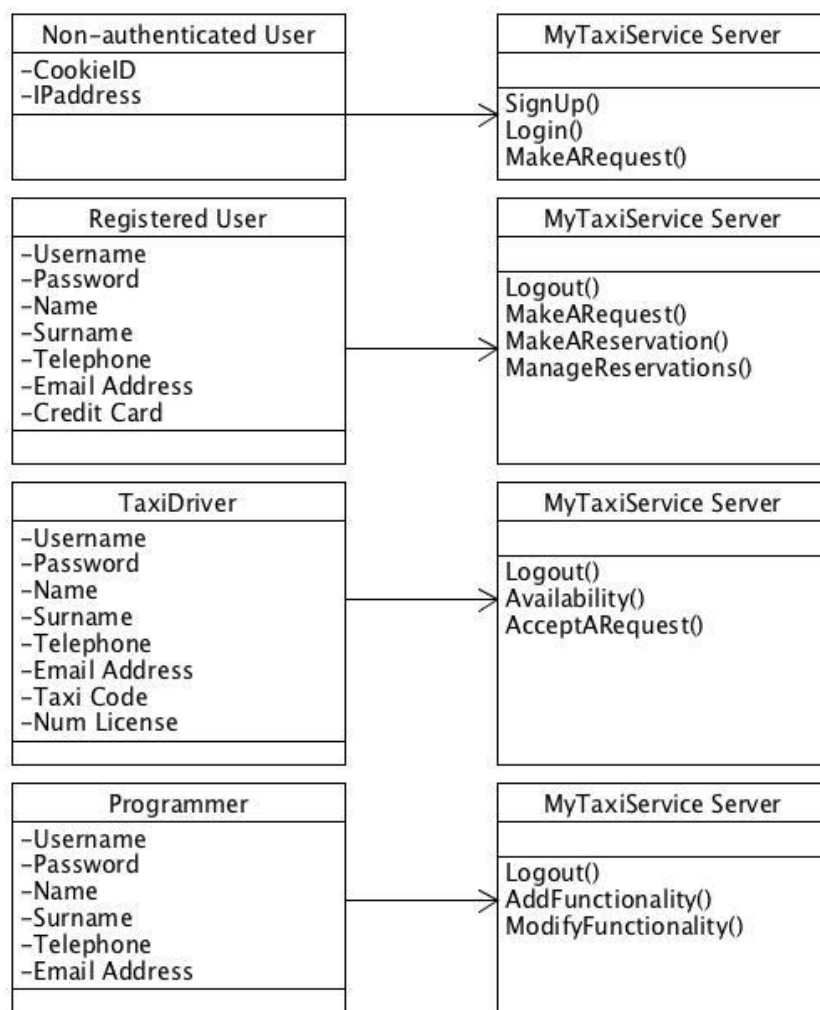 Non-authenticated User
-CookieID
-IPaddress
MyTaxiService Server
SignUp()
Login()
MakeARequest()
Registered User
-Username
-Password
-Name
-Surname
-Telephone
-Email Address
-Credit Card
MyTaxiService Server
Logout()
MakeARequest()
MakeAReservation()
ManageReservations()
TaxiDriver
-Username
-Password
-Name
-Surname
-Telephone
-Email Address
-Taxi Code
-Num License
MyTaxiService Server
Logout()
Availability()
AcceptARequest()
Programmer
-Username
-Password
-Name
-Surname
-Telephone
-Email Address
MyTaxiService Server
Logout()
AddFunctionality()
ModifyFunctionality()